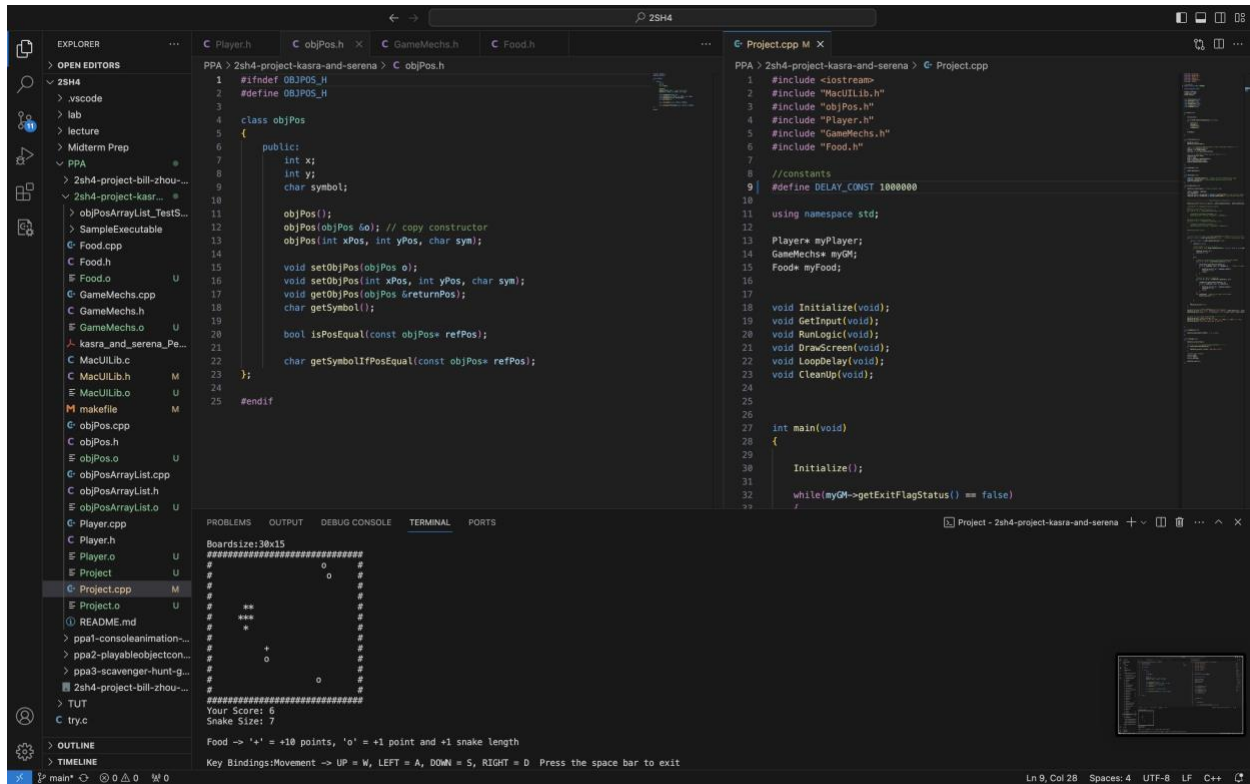 2SH4
EXPLORER
OPEN EDITORS
2SH4
.vscode
lab
lecture
Midterm Prep
PPA
2sh4-project-bill-zhou-...
2sh4-project-kasr...
objPosArrayList_TestS...
SampleExecutable
Food.cpp
Food.h
Food.o U
GameMechs.cpp
GameMechs.h
GameMechs.o U
kasra_and_serena_Pe...
MacUILib.c
MacUILib.h M
MacUILib.o U
makefile M
objPos.cpp
objPos.h
objPos.o U
objPosArrayList.cpp
objPosArrayList.h
objPosArrayList.o U
Player.cpp
Player.h
Player.o U
Project U
Project.cpp M
Project.o U
README.md
ppa1-consoleanimation-...
ppa2-playableobjectcon...
ppa3-scavenger-hunt-g...
2sh4-project-bill-zhou-...
TUT
try.c
OUTLINE
TIMELINE
11
Player.h objPos.h GameMechs.h Food.h
PPA > 2sh4-project-kasra-and-serena > C objPos.h
1 #ifndef OBJPOS_H
2 #define OBJPOS_H
3
4 class objPos
5 {
6 public:
7 int x;
8 int y;
9 char symbol;
10
11 objPos();
12 objPos(objPos &o); // copy constructor
13 objPos(int xPos, int yPos, char sym);
14
15 void setObjPos(objPos o);
16 void setObjPos(int xPos, int yPos, char sym);
17 void getObjPos(objPos &returnPos);
18 char getSymbol();
19
20 bool isPosEqual(const objPos* refPos);
21
22 char getSymbolIfPosEqual(const objPos* refPos);
23 };
24
25 #endif
Project.cpp M
PPA > 2sh4-project-kasra-and-serena > Project.cpp
1 #include <iostream>
2 #include "MacUILib.h"
3 #include "objPos.h"
4 #include "Player.h"
5 #include "GameMechs.h"
6 #include "Food.h"
7
8 //constants
9 #define DELAY_CONST 1000000
10
11 using namespace std;
12
13 Player* myPlayer;
14 GameMechs* myGM;
15 Food* myFood;
16
17
18 void Initialize(void);
19 void GetInput(void);
20 void RunLogic(void);
21 void DrawScreen(void);
22 void LoopDelay(void);
23 void CleanUp(void);
24
25
26
27 int main(void)
28 {
29
30 Initialize();
31
32 while(myGM->getExitFlagStatus() == false)
33 {
PROBLEMS OUTPUT DEBUG CONSOLE TERMINAL PORTS
Project - 2sh4-project-kasra-and-serena
Boardsize:30x15
##############################
# o #
# o #
# #
# #
# ** #
# *** #
# * #
# #
# + #
# o #
# #
# o #
# #
##############################
Your Score: 6
Snake Size: 7
Food -> '+' = +10 points, 'o' = +1 point and +1 snake length
Key Bindings:Movement -> UP = W, LEFT = A, DOWN = S, RIGHT = D Press the space bar to exit
main* 0 0 0
Ln 9, Col 28 Spaces: 4 UTF-8 LF C++